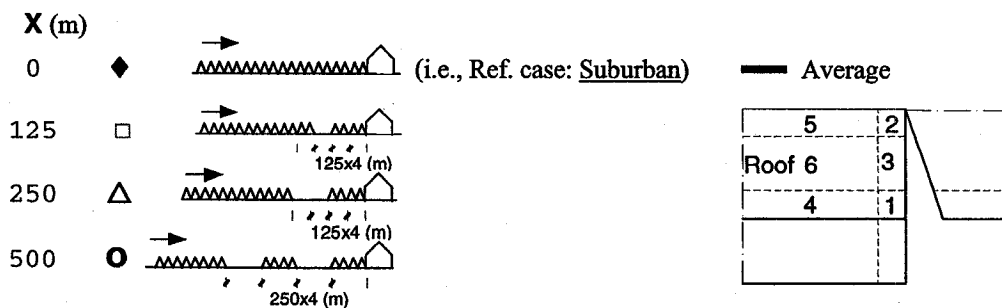 X (m)
0 (i.e., Ref. case: Suburban) Average
125
125x4 (m)
250
125x4 (m)
500
250x4 (m)
5 2
Roof 6 3
4 1